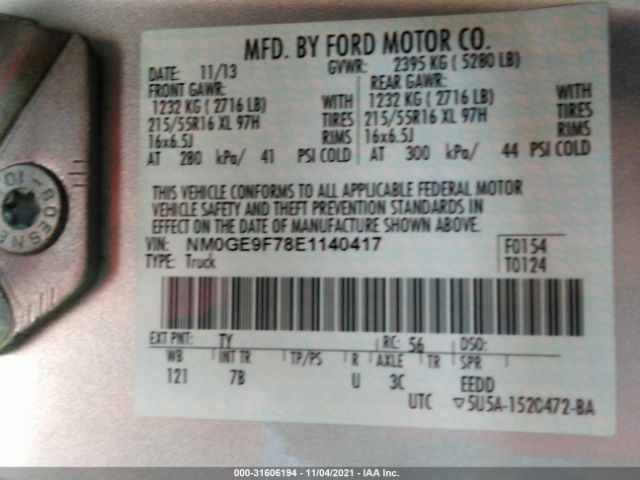 MFD. BY FORD MOTOR CO.
DATE: 11/13 GVWR: 2395 KG ( 5280 LB)
FRONT GAWR: REAR GAWR:
1232 KG ( 2716 LB) WITH 1232 KG ( 2716 LB) WITH
215/55R16 XL 97H TIRES 215/55R16 XL 97H TIRES
16x6.5J RIMS 16x6.5J RIMS
AT 280 kPa/ 41 PSI COLD AT 300 kPa/ 44 PSI COLD
THIS VEHICLE CONFORMS TO ALL APPLICABLE FEDERAL MOTOR
VEHICLE SAFETY AND THEFT PREVENTION STANDARDS IN
EFFECT ON THE DATE OF MANUFACTURE SHOWN ABOVE.
VIN: NM0GE9F78E1140417 F0154
TYPE: Truck T0124
EXT PNT: TY RC: 56 DSO:
WB INT TR TP/PS R AXLE TR SPR
121 7B U 3C EEDD
UTC ▽5U5A-1520472-BA
000-31606194 - 11/04/2021 - IAA Inc.